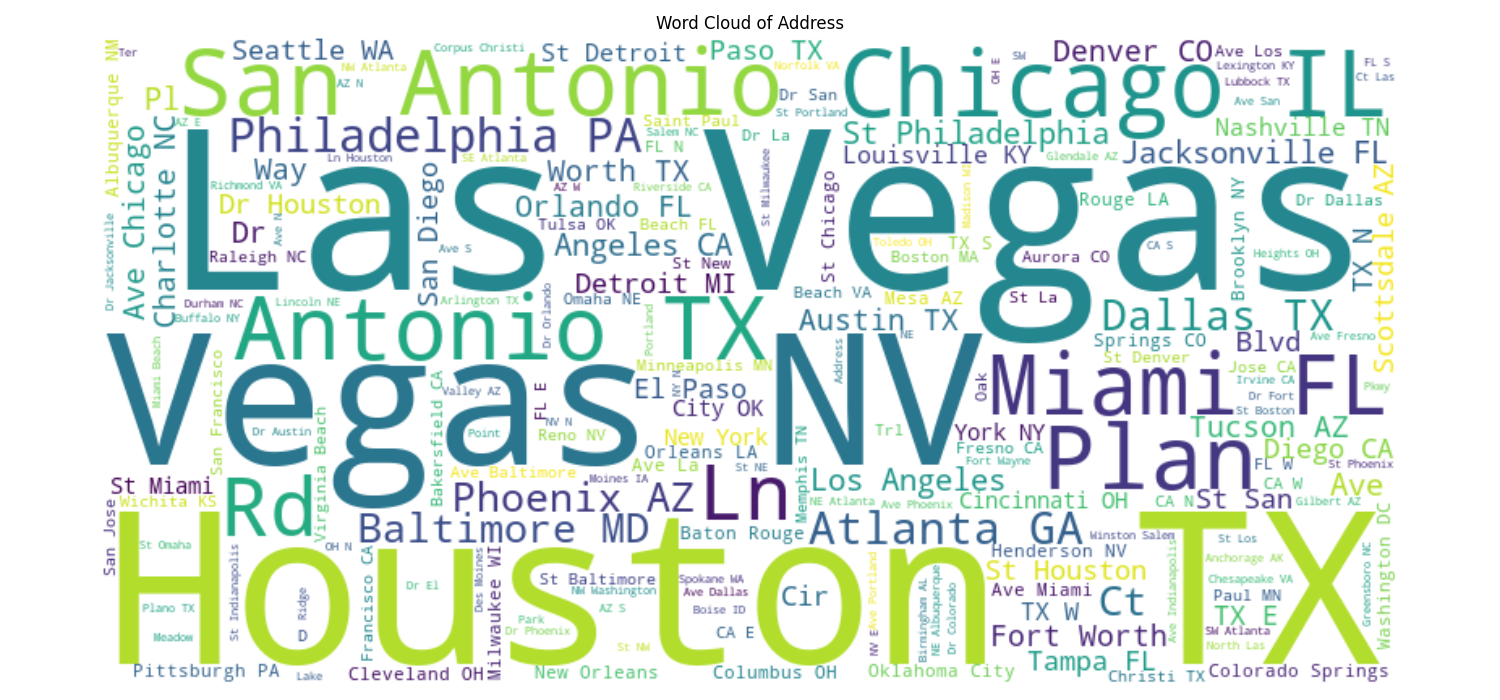 Word Cloud of Address
Albuquerque NM
Ter
Seattle WA
Corpus Christi
St Detroit
Paso TX
Denver CO
Ave Los
NW Atlanta
Norfolk VA
OH E
SW
Lexington KY
FL S
AZ N
San Antonio
Chicago IL
Lubbock TX
Ct Las
Pl
Dr San
Ave San
St Portland
AZ E
Philadelphia PA
Saint Paul
Salem NC
Dr La
St Philadelphia
Nashville TN
FL N
Ave Chicago
Charlotte NC
Ln Houston
SE Atlanta
Louisville KY
Glendale AZ
Jacksonville FL
Way
Worth TX
St Milwaukee
Richmond VA
San Diego
AZ W
Riverside CA
Las Vegas
St Chicago
Madison WI
Scottsdale AZ
Dr Houston
Orlando FL
Rouge LA
Brooklyn NY
Dr Dallas
Dr Jacksonville
Ave N
Tulsa OK
Beach FL
Dr
Angeles CA
Toledo OH
TX S
CA S
TX N
Raleigh NC
Ave S
St New
Boston MA
Aurora CO
Heights OH
Detroit MI
Durham NC
Lincoln NE
Arlington TX
Omaha NE
Beach VA
Mesa AZ
St La
Buffalo NY
Antonio TX
Dr Orlando
Portland
Austin TX
Dallas TX
NE
Springs CO
Blvd
Ave Fresno
Miami Beach
San Francisco
Vegas NV
Address
Minneapolis MN
St Denver
Jose CA
Bakersfield CA
Valley AZ
FL E
El Paso
NY N
Oak
Miami FL
Irvine CA
Pkwy
Dr Fort
City OK
St Boston
Virginia Beach
Dr Austin
Point
NV N
Reno NV
New York
Memphis TN
Trl
York NY
Plan
Tucson AZ
Orleans LA
Fresno CA
Diego CA
Ave La
St NE
Fort Wayne
FL W
St Phoenix
St Miami
Ave Baltimore
Moines IA
Los Angeles
CA W
Ave
San Jose
Wichita KS
Rd
Phoenix AZ
Ln
NE Atlanta
Ave Phoenix
Cincinnati OH
CA N
St San
Gilbert AZ
Washington DC
Baltimore MD
Baton Rouge
Atlanta GA
Winston Salem
St Los
St Omaha
OH N
Houston TX
Henderson NV
Anchorage AK
Greensboro NC
St Indianapolis
Francisco CA
Dr El
Des Moines
Milwaukee WI
St Baltimore
Spokane WA
Ave Portland
Birmingham AL
NE Albuquerque
Dr Colorado
St Houston
Ave Indianapolis
Chesapeake VA
NW Washington
Ave Dallas
Ave Miami
Paul MN
Plano TX
Ridge
AZ S
Boise ID
Cir
TX W
Ct
TX E
Park
Meadow
D
Dr Phoenix
CA E
NV E
Fort Worth
SW Atlanta
St NW
North Las
Pittsburgh PA
Lake
Cleveland OH
New Orleans
Columbus OH
Oklahoma City
Tampa FL
Christi TX
Colorado Springs